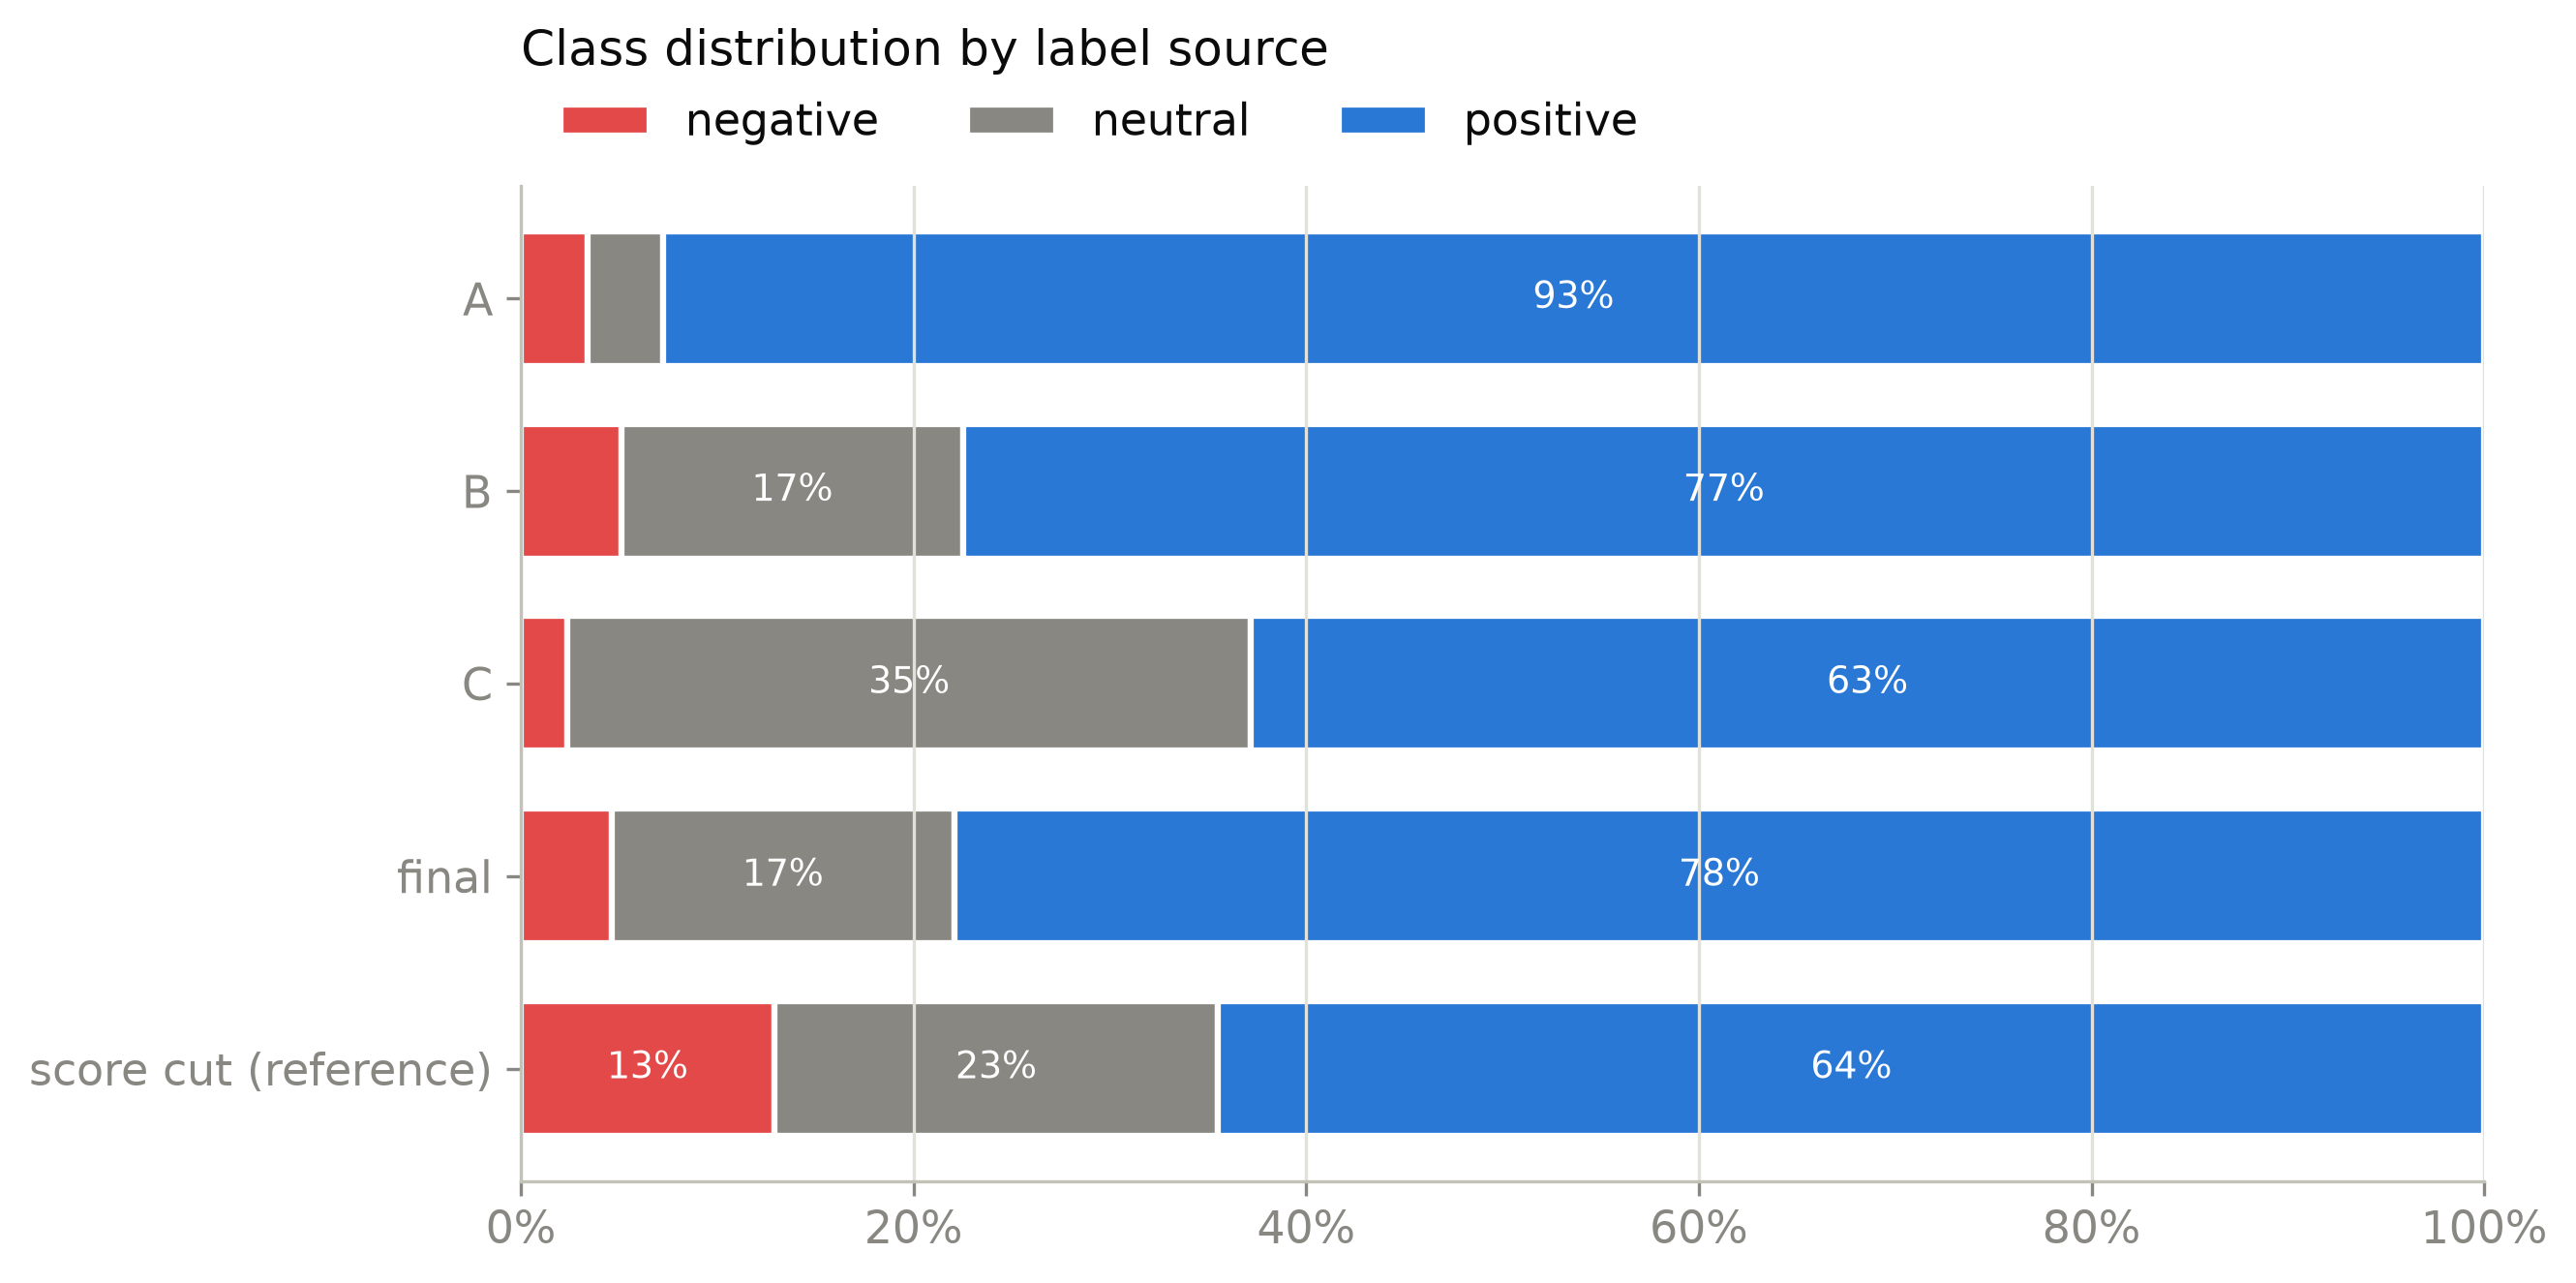 Class distribution by label source
negative neutral positive
A 93%
B 17% 77%
C 35% 63%
final 17% 78%
score cut (reference) 13% 23% 64%
0% 20% 40% 60% 80% 100%